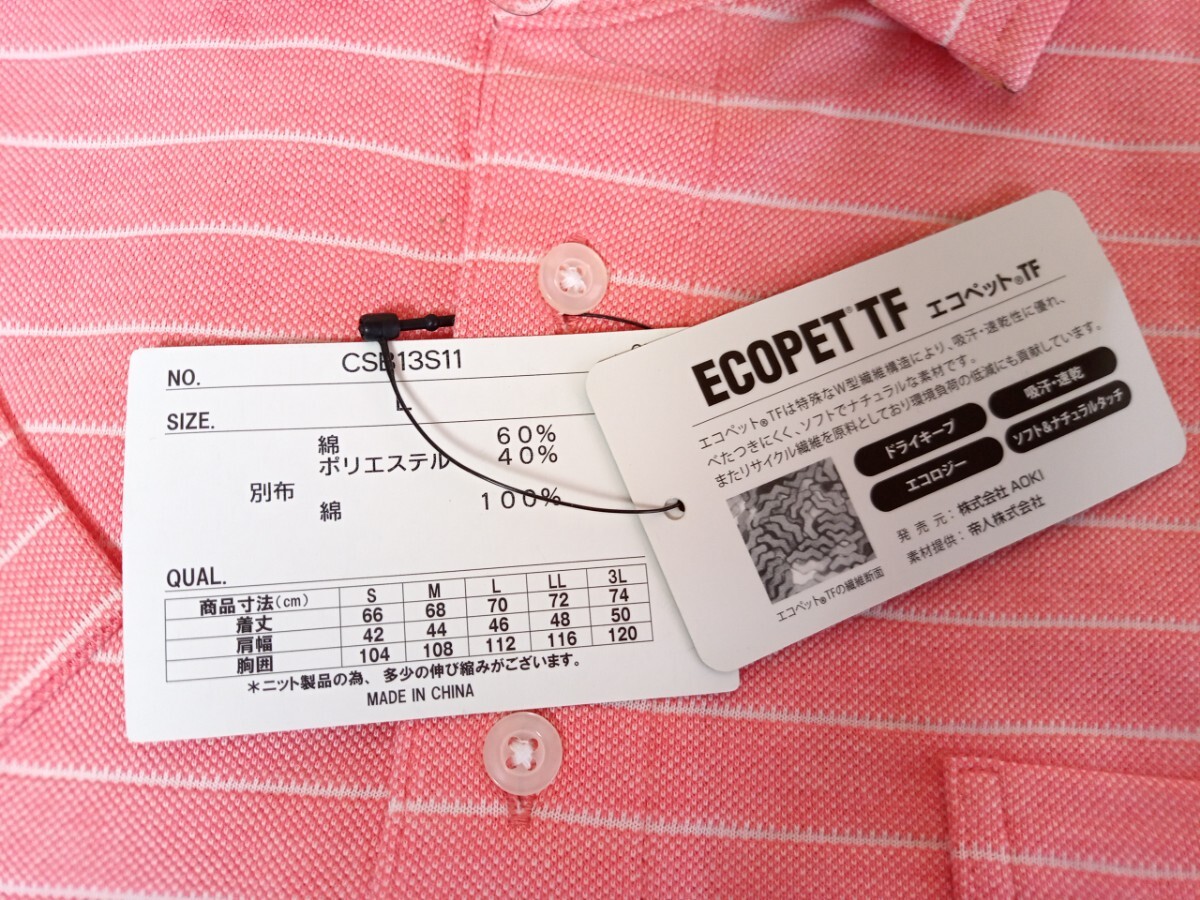 NO. CSB13S11
SIZE. L
綿 60%
ポリエステル 40%
別布
綿 100%
QUAL.
商品寸法(cm) S M L LL 3L
着丈 66 68 70 72 74
肩幅 42 44 46 48 50
胸囲 104 108 112 116 120
*ニット製品の為、多少の伸び縮みがございます。
MADE IN CHINA
ECOPET® TF エコペット®TF
エコペット®TFは特殊なW型繊維構造により、吸汗・速乾性に優れ、
べたつきにくく、ソフトでナチュラルな素材です。
またリサイクル繊維を原料としており環境負荷の低減にも貢献しています。
ドライキープ 吸汗・速乾
エコロジー ソフト&ナチュラルタッチ
エコペット®TFの繊維断面
発売元:株式会社 AOKI
素材提供:帝人株式会社